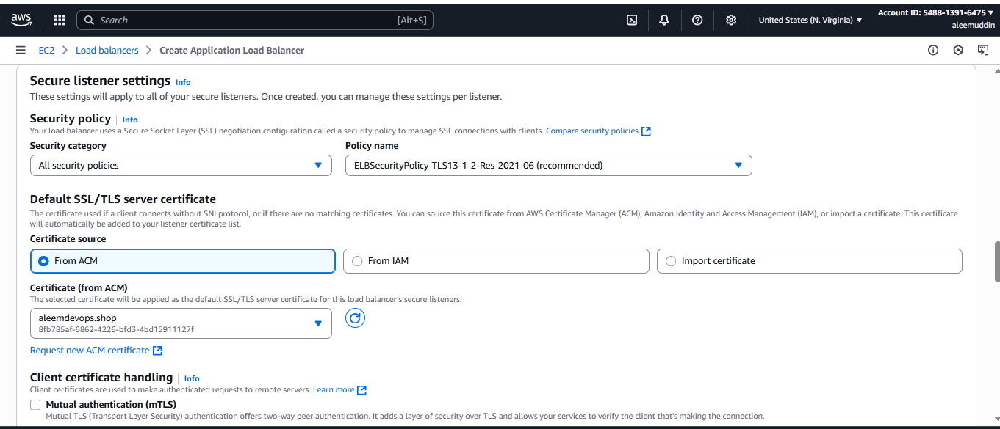 aws
Search [Alt+S]
United States (N. Virginia)
Account ID: 5488-1391-6475
aleemuddin
EC2 > Load balancers > Create Application Load Balancer
Secure listener settings Info
These settings will apply to all of your secure listeners. Once created, you can manage these settings per listener.
Security policy | Info
Your load balancer uses a Secure Socket Layer (SSL) negotiation configuration called a security policy to manage SSL connections with clients. Compare security policies
Security category
All security policies
Policy name
ELBSecurityPolicy-TLS13-1-2-Res-2021-06 (recommended)
Default SSL/TLS server certificate
The certificate used if a client connects without SNI protocol, or if there are no matching certificates. You can source this certificate from AWS Certificate Manager (ACM), Amazon Identity and Access Management (IAM), or import a certificate. This certificate
will automatically be added to your listener certificate list.
Certificate source
From ACM
From IAM
Import certificate
Certificate (from ACM)
The selected certificate will be applied as the default SSL/TLS server certificate for this load balancer's secure listeners.
aleemdevops.shop
8fb785af-6862-4226-bfd3-4bd15911127f
Request new ACM certificate
Client certificate handling | Info
Client certificates are used to make authenticated requests to remote servers. Learn more
Mutual authentication (mTLS)
Mutual TLS (Transport Layer Security) authentication offers two-way peer authentication. It adds a layer of security over TLS and allows your services to verify the client that's making the connection.